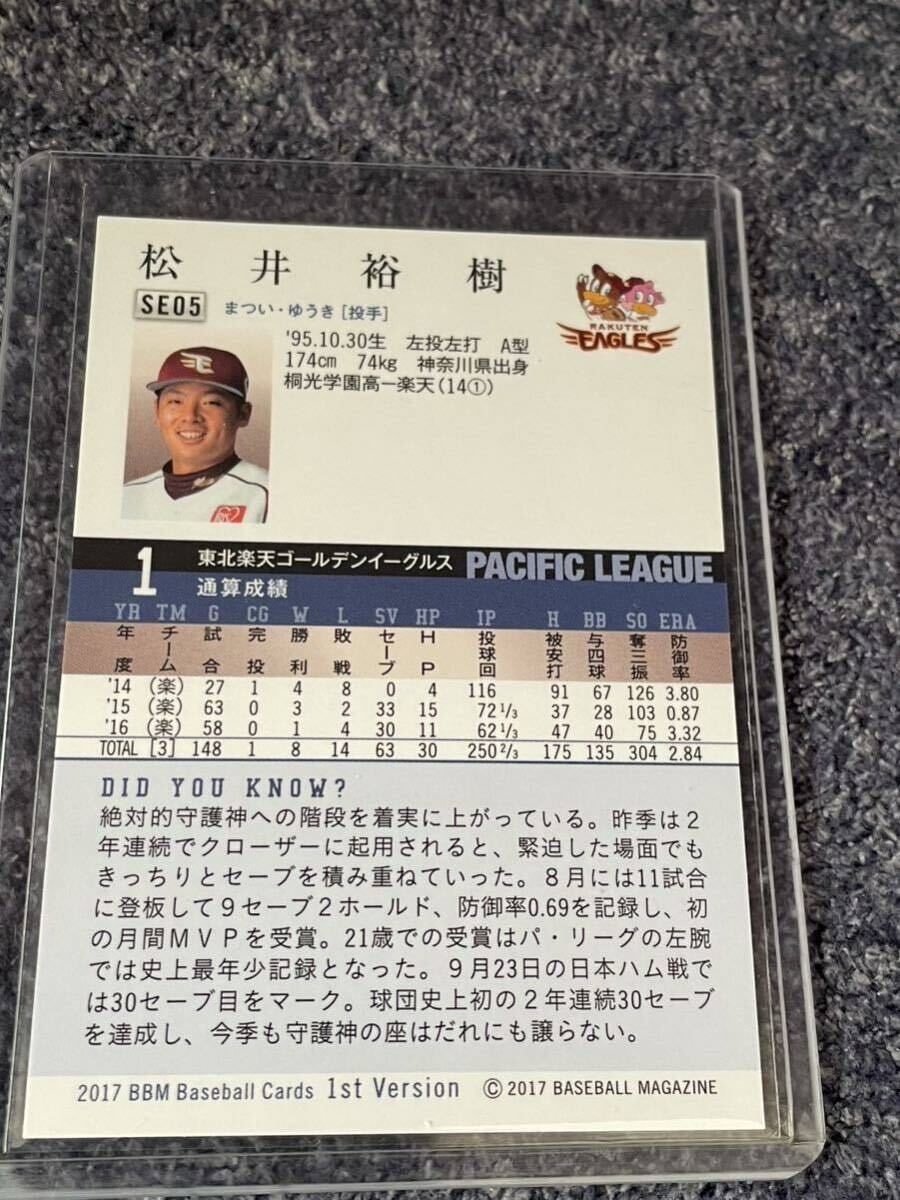 松井裕樹
RAKUTEN
EAGLES
SE05 まつい・ゆうき [投手]
'95.10.30生 左投左打 A型
174cm 74kg 神奈川県出身
桐光学園高ー楽天(14①)
1 東北楽天ゴールデンイーグルス PACIFIC LEAGUE
通算成績
YR TM G CG W L SV HP IP H BB SO ERA
年度 チーム 試合 完投 勝利 敗戦 セーブ HP 投球回 被安打 与四球 奪三振 防御率
'14 (楽) 27 1 4 8 0 4 116 91 67 126 3.80
'15 (楽) 63 0 3 2 33 15 72 1/3 37 28 103 0.87
'16 (楽) 58 0 1 4 30 11 62 1/3 47 40 75 3.32
TOTAL [3] 148 1 8 14 63 30 250 2/3 175 135 304 2.84
DID YOU KNOW?
絶対的守護神への階段を着実に上がっている。昨季は2
年連続でクローザーに起用されると、緊迫した場面でも
きっちりとセーブを積み重ねていった。8月には11試合
に登板して9セーブ2ホールド、防御率0.69を記録し、初
の月間MVPを受賞。21歳での受賞はパ・リーグの左腕
では史上最年少記録となった。9月23日の日本ハム戦で
は30セーブ目をマーク。球団史上初の2年連続30セーブ
を達成し、今季も守護神の座はだれにも譲らない。
2017 BBM Baseball Cards 1st Version © 2017 BASEBALL MAGAZINE